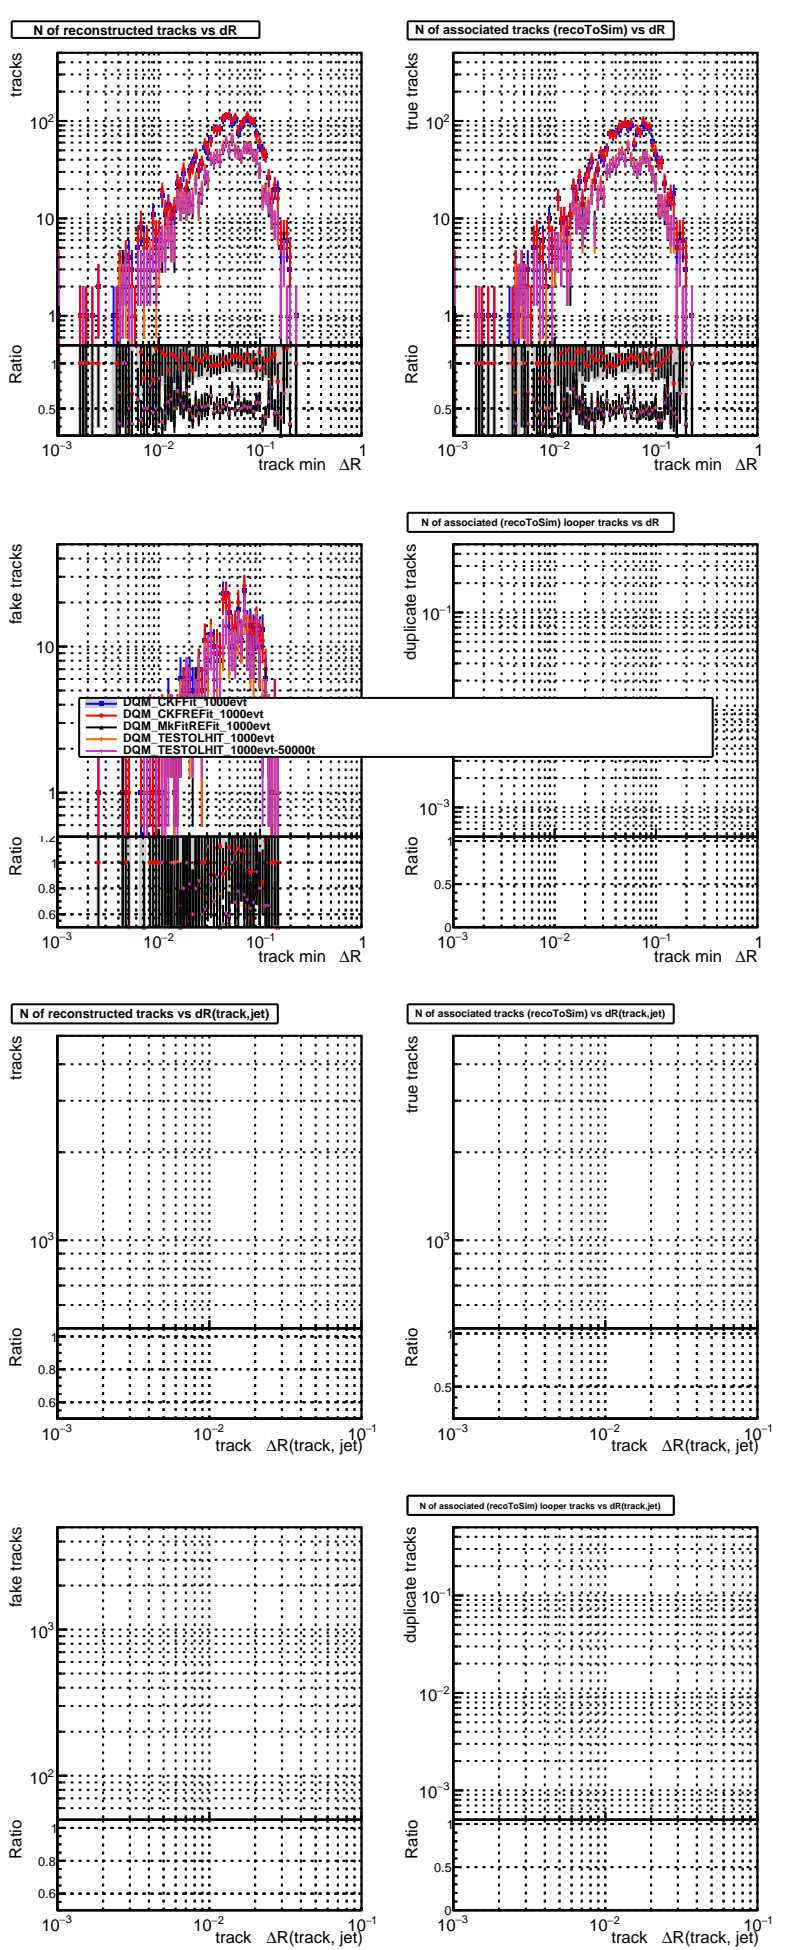 N of reconstructed tracks vs dR
N of associated tracks (recoToSim) vs dR
tracks
10²
10
1
Ratio
1
0.5
10⁻³
10⁻²
10⁻¹
1
track min ΔR
true tracks
10²
10
1
Ratio
1
0.5
10⁻³
10⁻²
10⁻¹
1
track min ΔR
N of associated (recoToSim) looper tracks vs dR
fake tracks
10
1
Ratio
1.2
1
0.8
0.6
10⁻³
10⁻²
10⁻¹
1
track min ΔR
duplicate tracks
10⁻¹
10⁻³
Ratio
1
0.5
0
10⁻³
10⁻²
10⁻¹
1
track min ΔR
DQM_CKFFit_1000evt
DQM_CKFREFit_1000evt
DQM_MkFitREFit_1000evt
DQM_TESTOLHIT_1000evt
DQM_TESTOLHIT_1000evt-50000t
N of reconstructed tracks vs dR(track,jet)
N of associated tracks (recoToSim) vs dR(track,jet)
tracks
10³
Ratio
1
0.8
0.6
10⁻³
10⁻²
10⁻¹
track ΔR(track, jet)
true tracks
10³
Ratio
1
0.5
10⁻³
10⁻²
10⁻¹
track ΔR(track, jet)
N of associated (recoToSim) looper tracks vs dR(track,jet)
fake tracks
10³
10²
Ratio
1
0.8
0.6
10⁻³
10⁻²
10⁻¹
track ΔR(track, jet)
duplicate tracks
10⁻¹
10⁻²
10⁻³
Ratio
1
0.5
0
10⁻³
10⁻²
10⁻¹
track ΔR(track, jet)